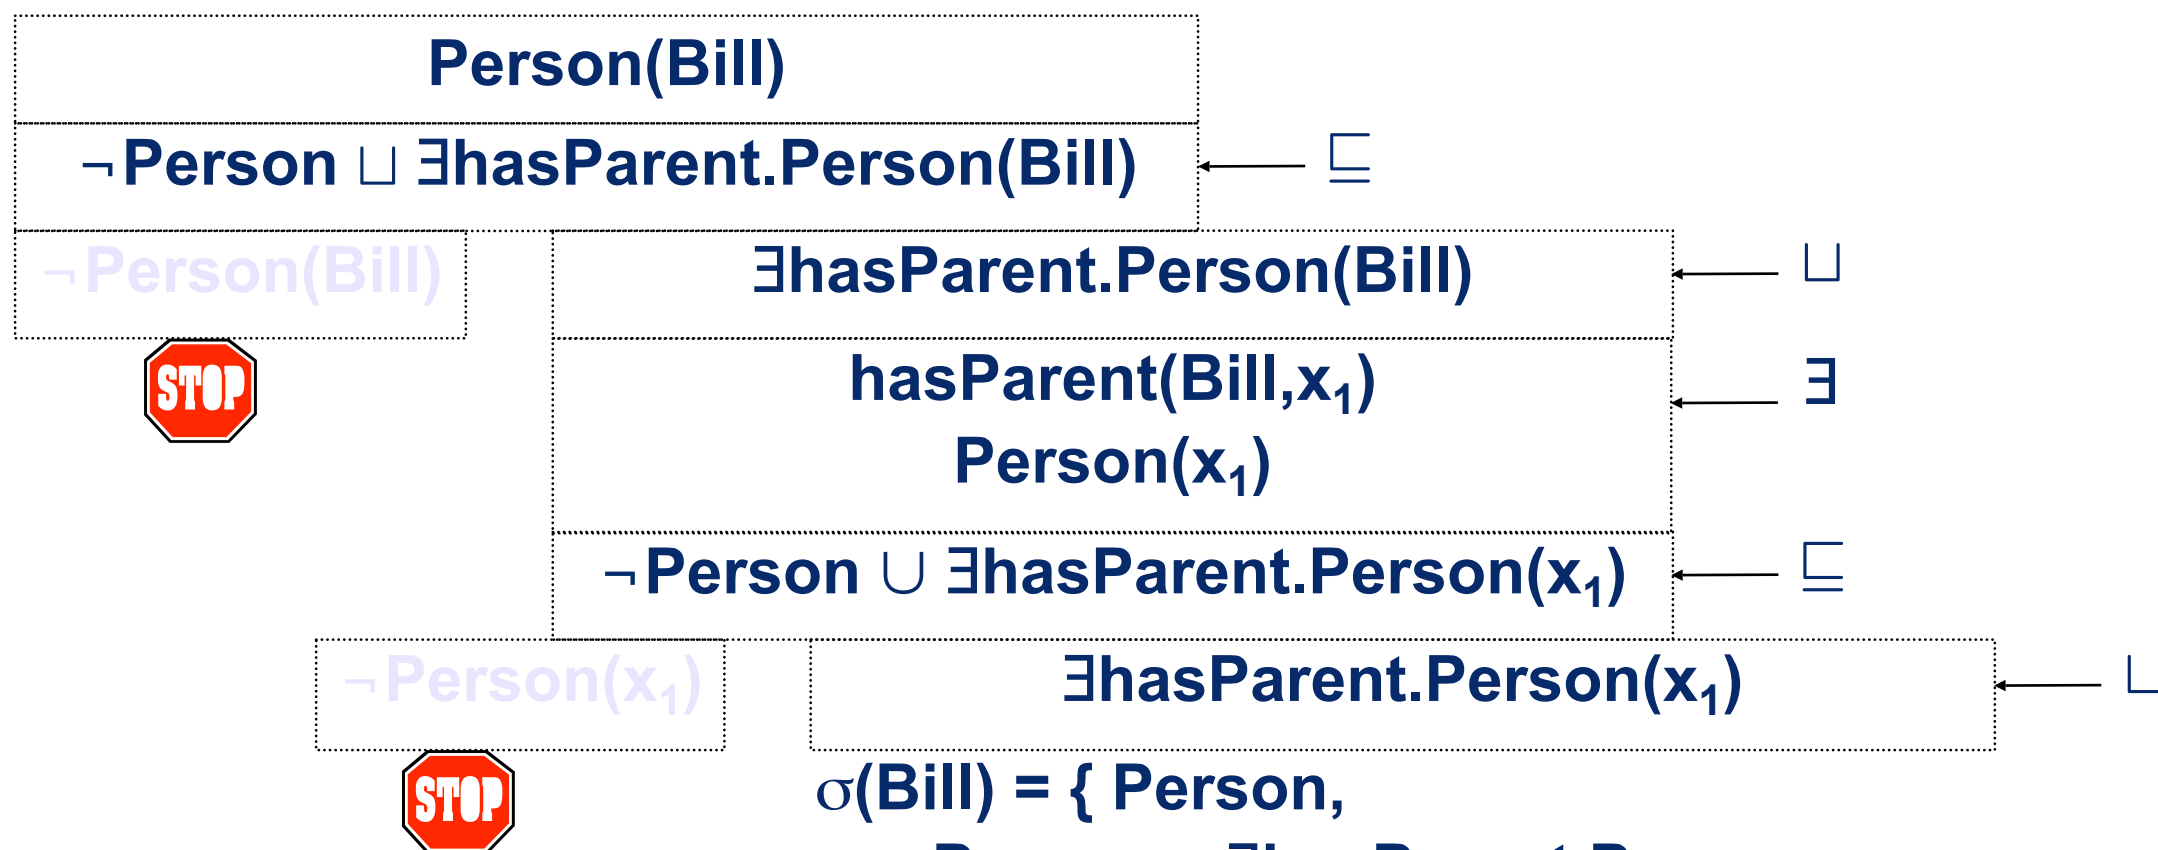 Person(Bill)
¬Person ⊔ ∃hasParent.Person(Bill) ⊑
¬Person(Bill) ∃hasParent.Person(Bill) ⊔
STOP
hasParent(Bill,x₁) ∃
Person(x₁)
¬Person ∪ ∃hasParent.Person(x₁) ⊑
¬Person(x₁) ∃hasParent.Person(x₁)
STOP
σ(Bill) = { Person,